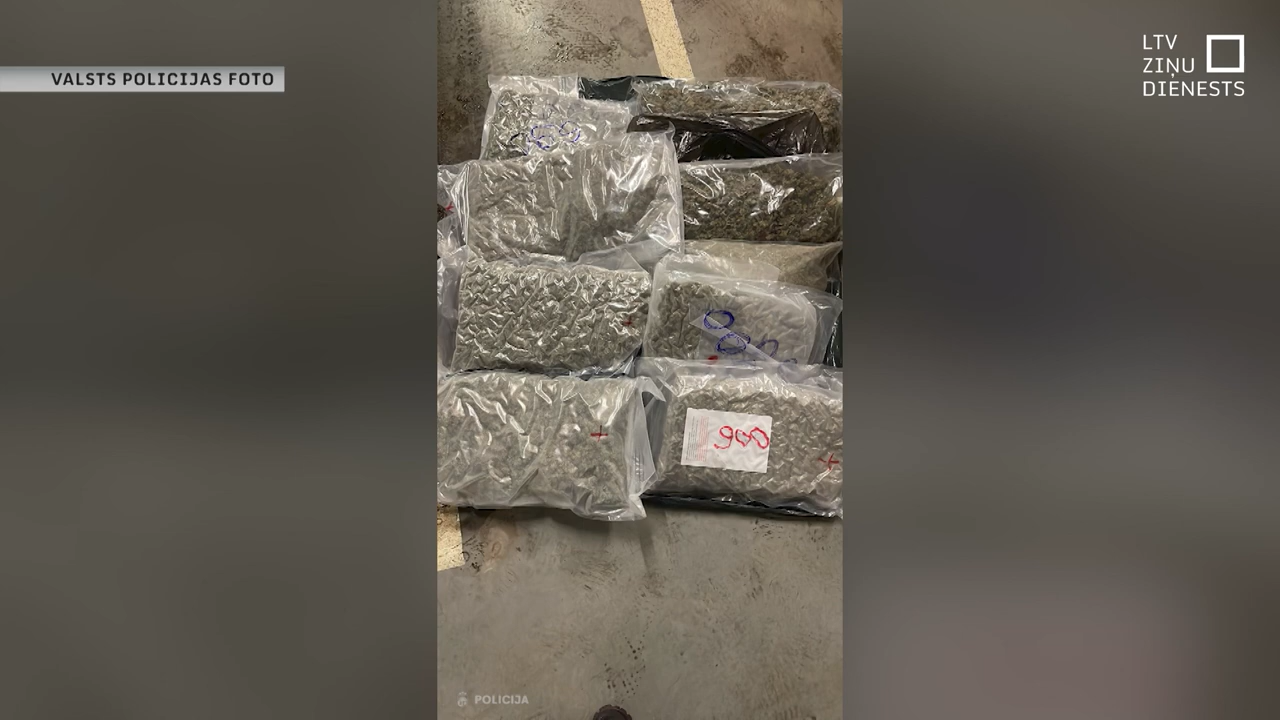 VALSTS POLICIJAS FOTO
LTV
ZIŅU
DIENESTS
900
POLICIJA